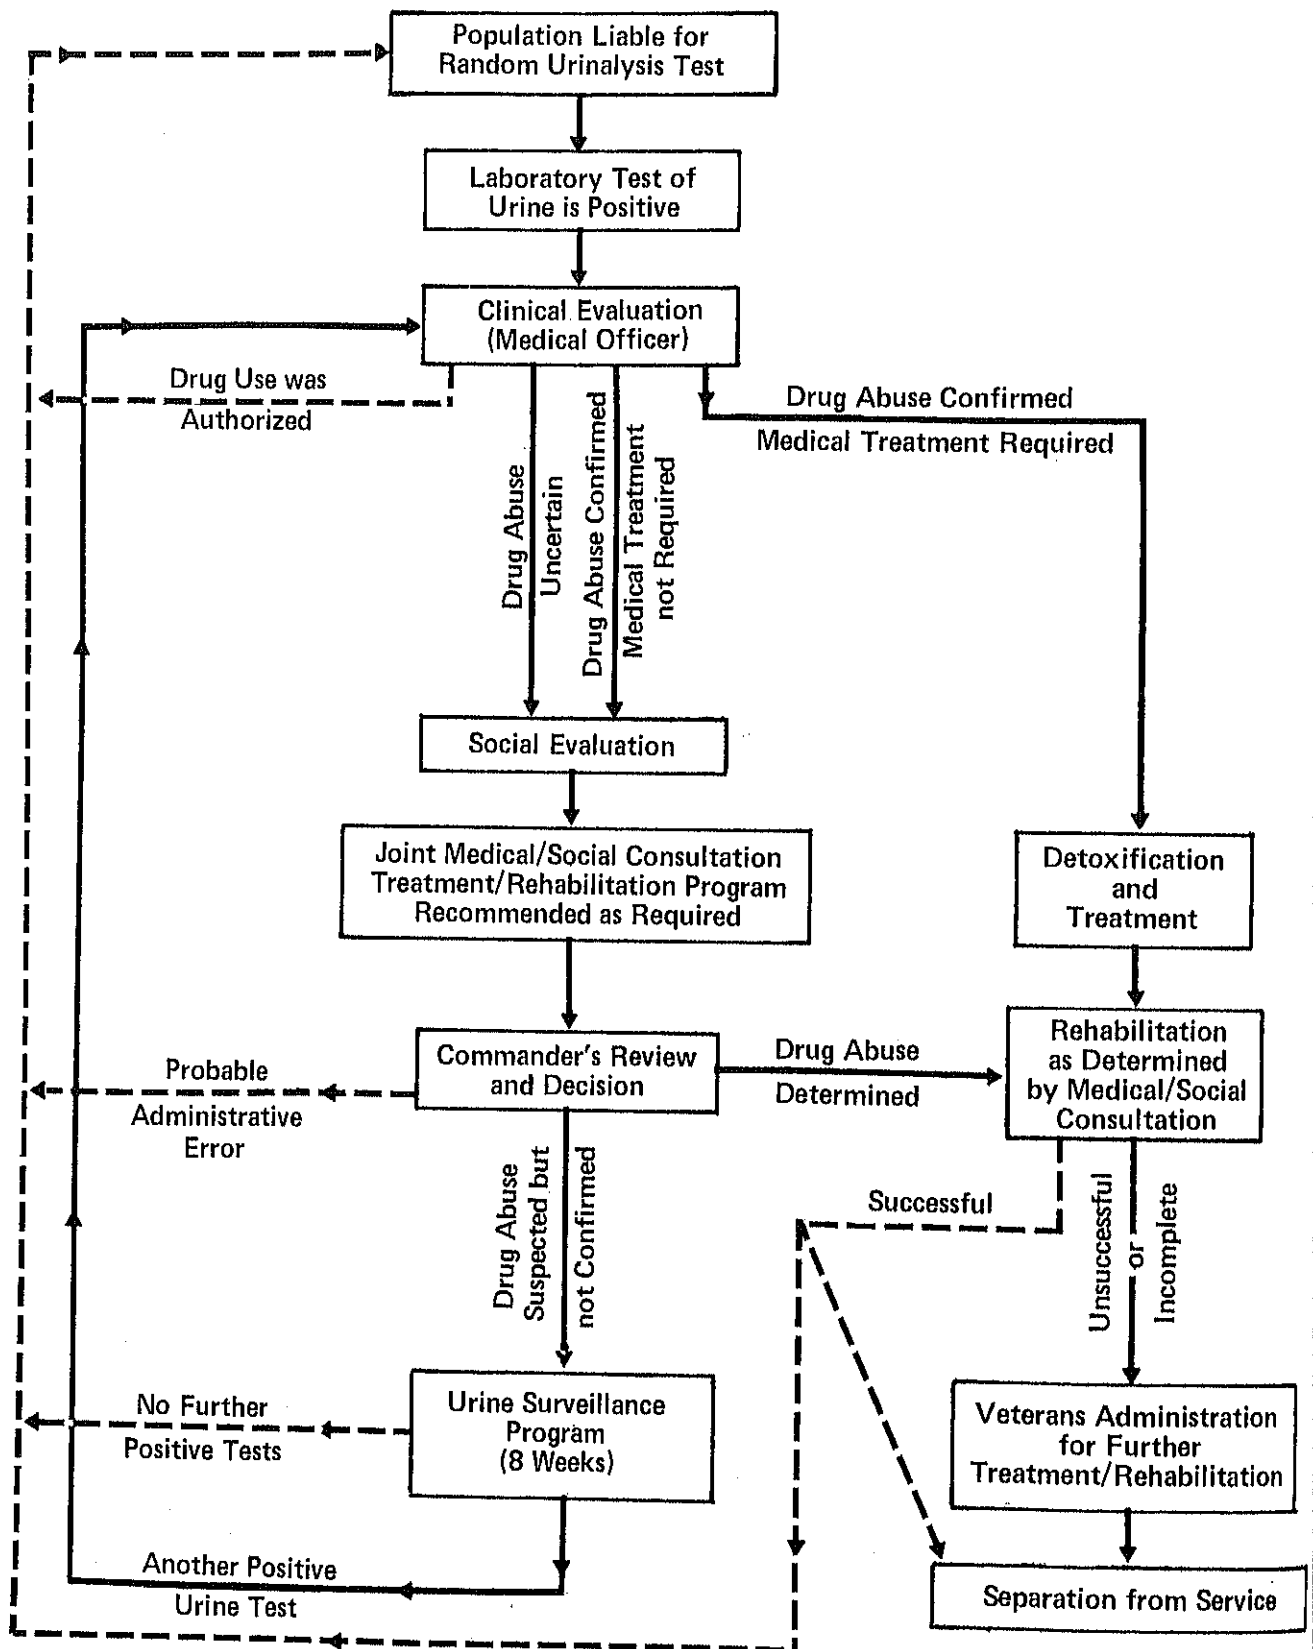 Population Liable for
Random Urinalysis Test
Laboratory Test of
Urine is Positive
Clinical Evaluation
(Medical Officer)
Drug Use was
Authorized
Drug Abuse
Uncertain
Drug Abuse Confirmed
Medical Treatment
not Required
Drug Abuse Confirmed
Medical Treatment Required
Social Evaluation
Joint Medical/Social Consultation
Treatment/Rehabilitation Program
Recommended as Required
Detoxification
and
Treatment
Commander's Review
and Decision
Probable
Administrative
Error
Drug Abuse
Determined
Rehabilitation
as Determined
by Medical/Social
Consultation
Drug Abuse
Suspected but
not Confirmed
Successful
Unsuccessful
or
Incomplete
Urine Surveillance
Program
(8 Weeks)
No Further
Positive Tests
Veterans Administration
for Further
Treatment/Rehabilitation
Another Positive
Urine Test
Separation from Service